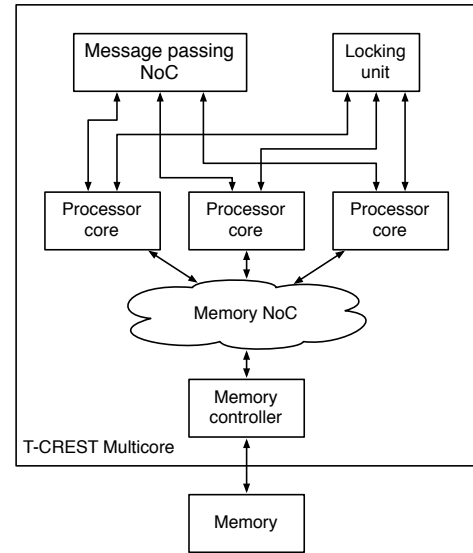 Message passing
NoC
Locking
unit
Processor
core
Processor
core
Processor
core
Memory NoC
Memory
controller
T-CREST Multicore
Memory